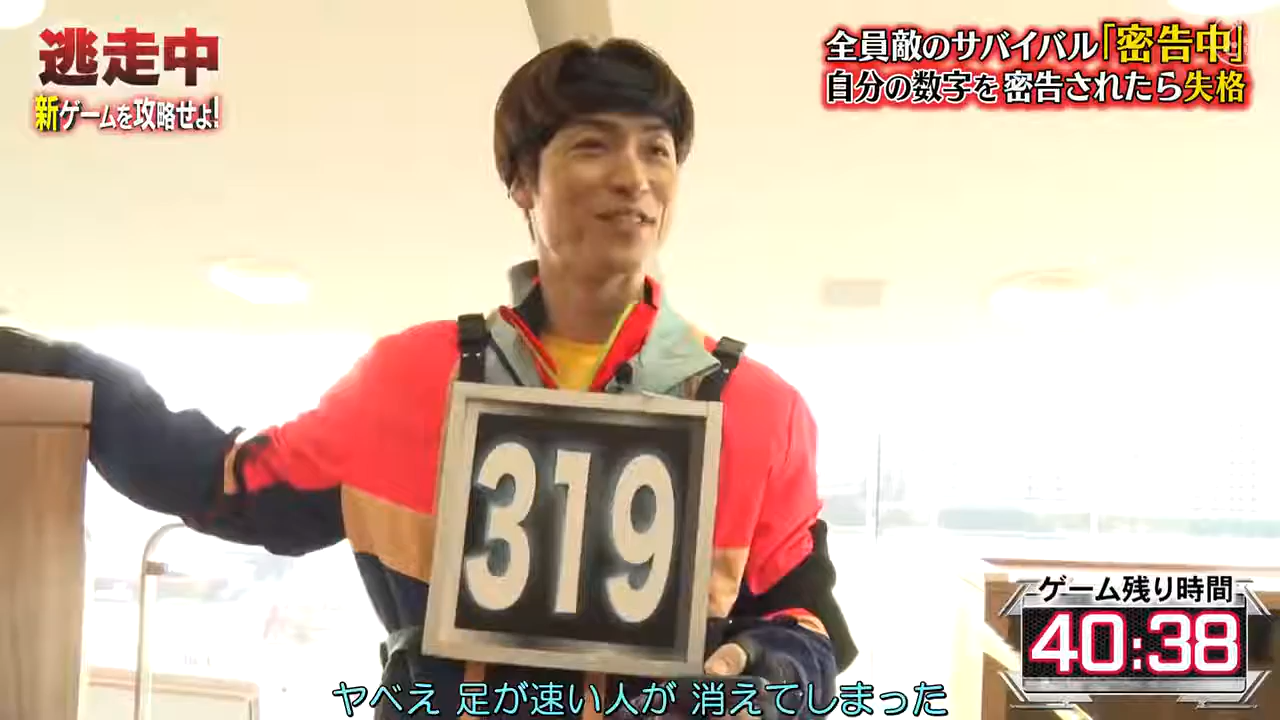 逃走中
新ゲームを攻略せよ!
全員敵のサバイバル「密告中」
自分の数字を密告されたら失格
319
ゲーム残り時間
40:38
ヤベえ 足が速い人が 消えてしまった